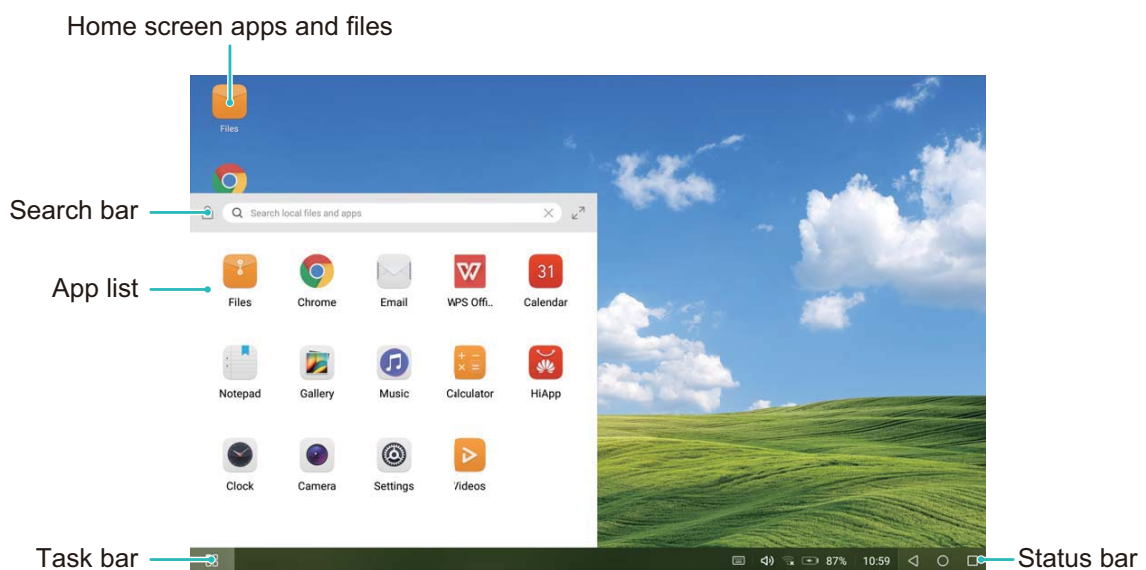 Home screen apps and files
Files
Search bar
Search local files and apps
App list
31
Files
Chrome
Email
WPS Offi..
Calendar
Notepad
Gallery
Music
Calculator
HiApp
Clock
Camera
Settings
Videos
Task bar
87%
10:59
Status bar